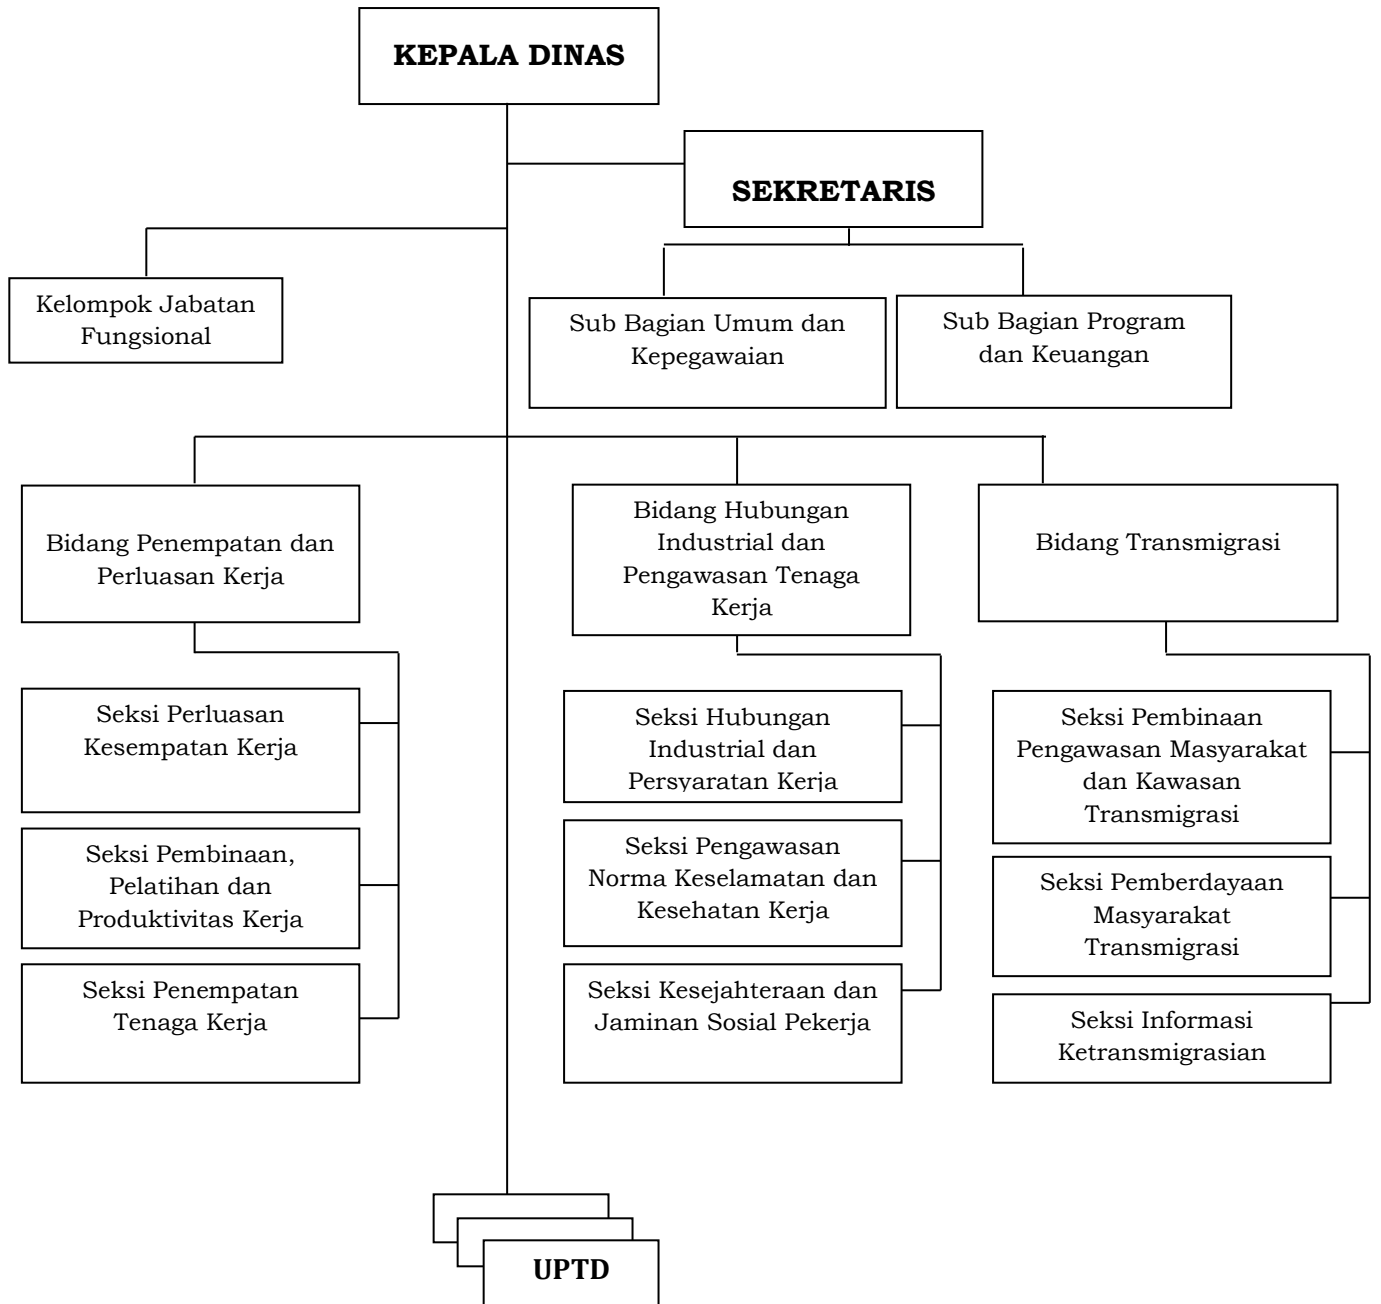 KEPALA DINAS
SEKRETARIS
Kelompok Jabatan
Fungsional
Sub Bagian Umum dan
Kepegawaian
Sub Bagian Program
dan Keuangan
Bidang Penempatan dan
Perluasan Kerja
Bidang Hubungan
Industrial dan
Pengawasan Tenaga
Kerja
Bidang Transmigrasi
Seksi Perluasan
Kesempatan Kerja
Seksi Pembinaan,
Pelatihan dan
Produktivitas Kerja
Seksi Penempatan
Tenaga Kerja
Seksi Hubungan
Industrial dan
Persyaratan Kerja
Seksi Pengawasan
Norma Keselamatan dan
Kesehatan Kerja
Seksi Kesejahteraan dan
Jaminan Sosial Pekerja
Seksi Pembinaan
Pengawasan Masyarakat
dan Kawasan
Transmigrasi
Seksi Pemberdayaan
Masyarakat
Transmigrasi
Seksi Informasi
Ketransmigrasian
UPTD